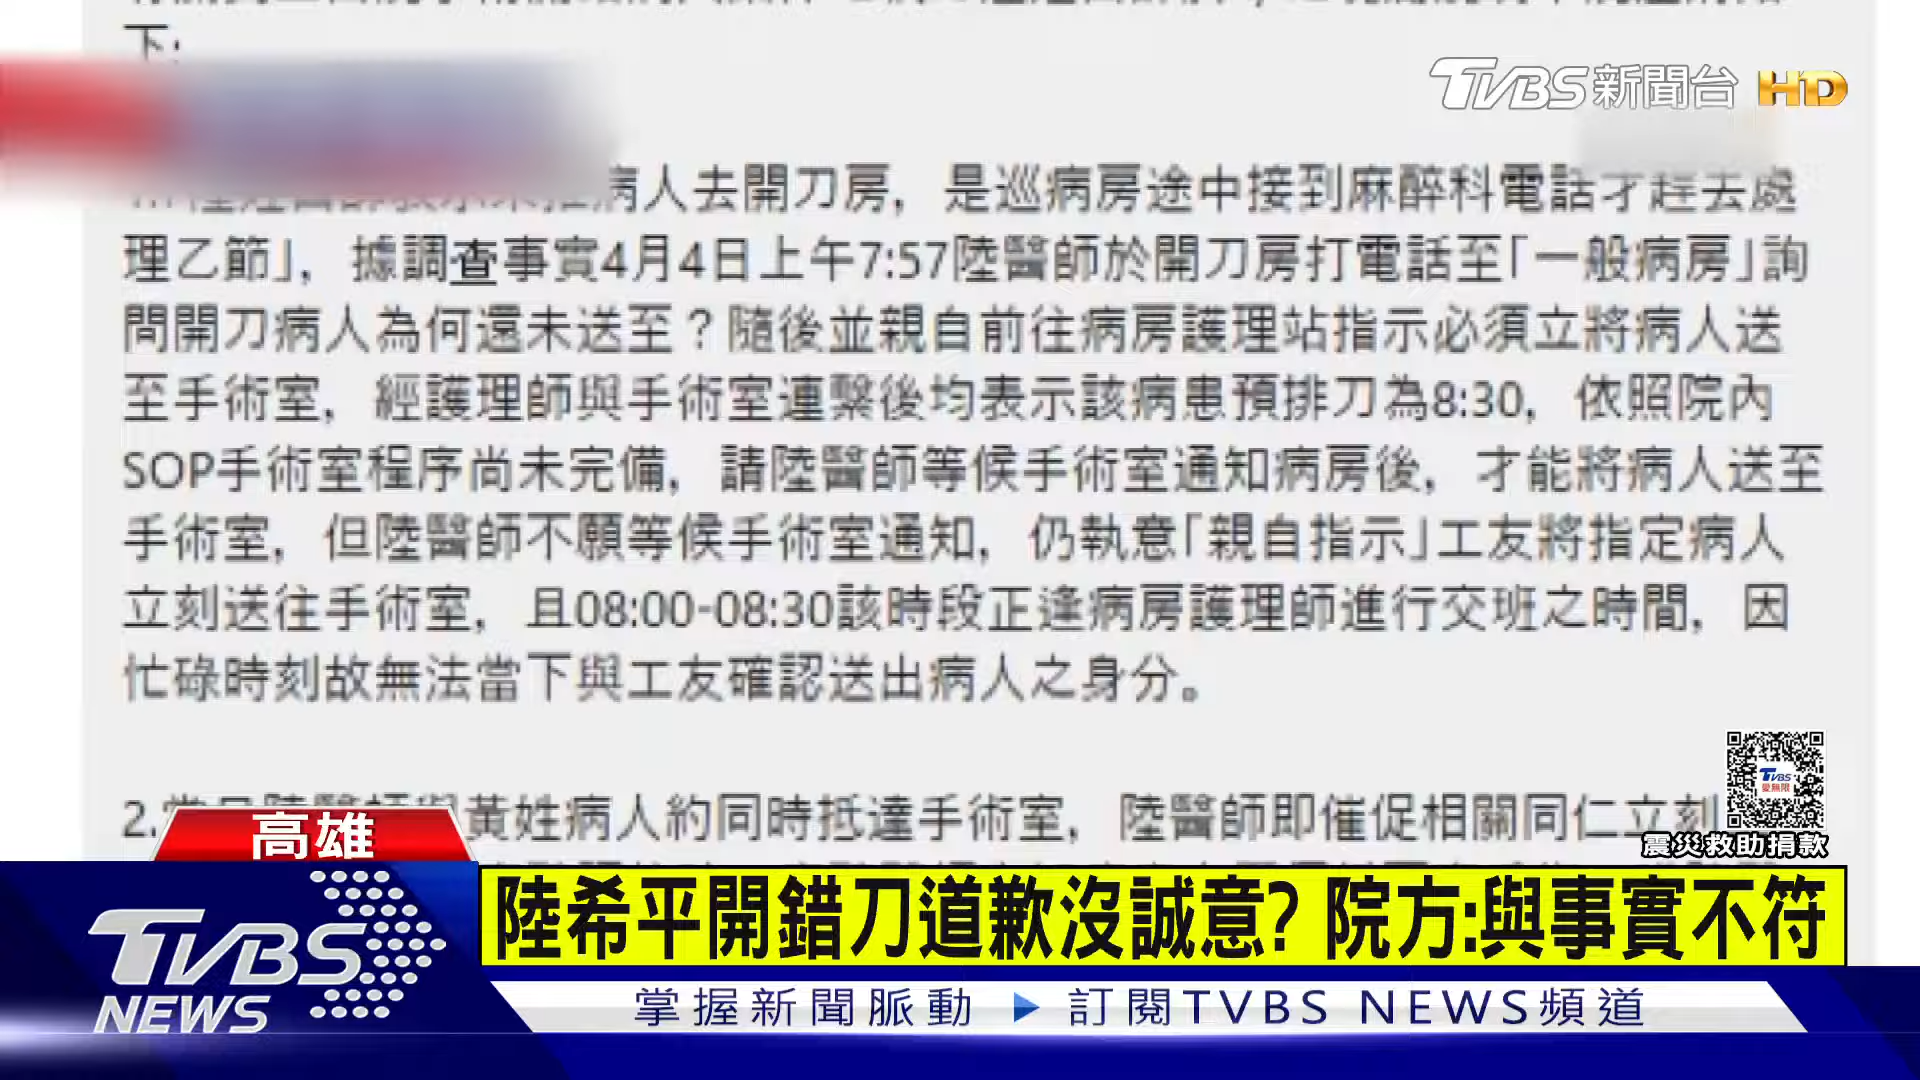 下:
TVBS新聞台 HD
病人去開刀房，是巡病房途中接到麻醉科電話才趕去處
理乙節」，據調查事實4月4日上午7:57陸醫師於開刀房打電話至「一般病房」詢
問開刀病人為何還未送至？隨後並親自前往病房護理站指示必須立將病人送
至手術室，經護理師與手術室連繫後均表示該病患預排刀為8:30，依照院內
SOP手術室程序尚未完備，請陸醫師等候手術室通知病房後，才能將病人送至
手術室，但陸醫師不願等候手術室通知，仍執意「親自指示」工友將指定病人
立刻送往手術室，且08:00-08:30該時段正逢病房護理師進行交班之時間，因
忙碌時刻故無法當下與工友確認送出病人之身分。
2.當日陸醫師與黃姓病人約同時抵達手術室，陸醫師即催促相關同仁立刻
TVBS
愛無限
震災救助捐款
高雄
陸希平開錯刀道歉沒誠意? 院方:與事實不符
TVBS
NEWS
掌握新聞脈動 ▶ 訂閱TVBS NEWS頻道